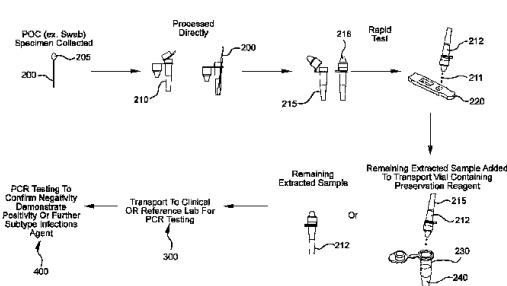 POC (ex. Swab)
Specimen Collected
205
200
Processed
Directly
200
210
216
215
Rapid
Test
212
211
220
Remaining Extracted Sample Added
To Transport Vial Containing
Preservation Reagent
215
212
230
240
Or
Remaining
Extracted Sample
212
Transport To Clinical
OR Reference Lab For
PCR Testing
300
PCR Testing To
Confirm Negativity
Demonstrate
Positivity Or Further
Subtype Infections
Agent
400